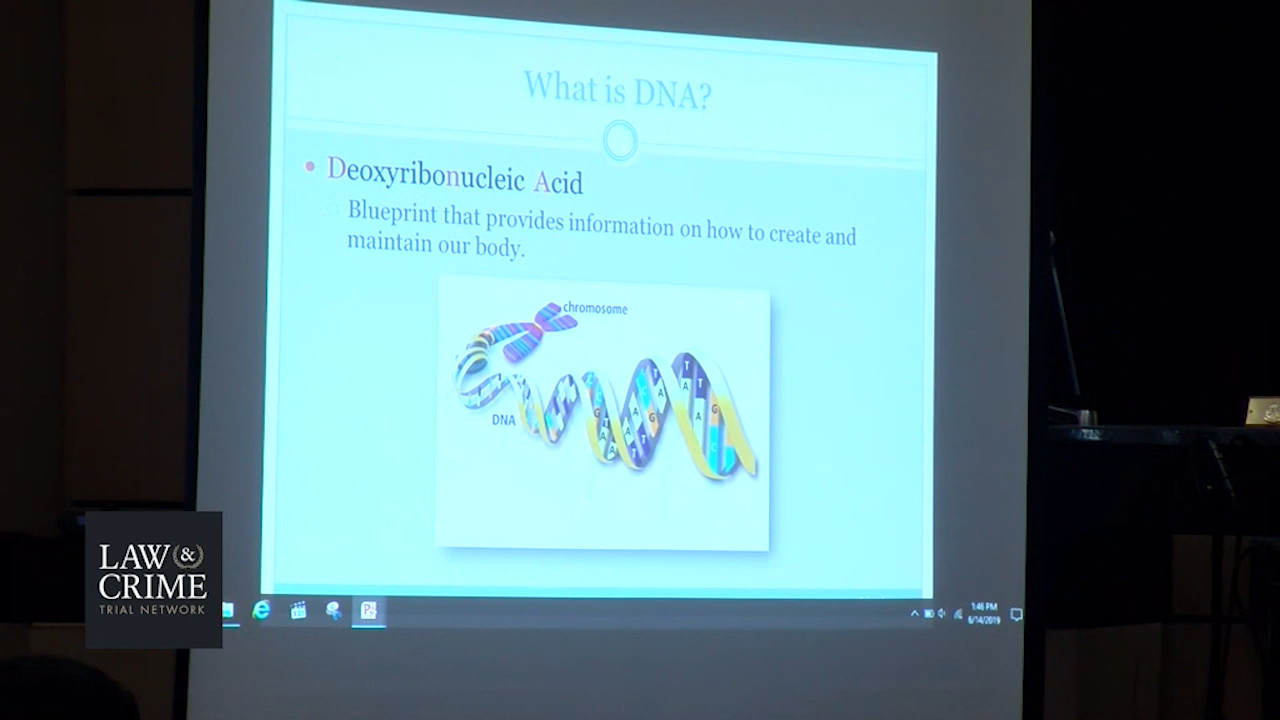 What is DNA?
Deoxyribonucleic Acid
Blueprint that provides information on how to create and
maintain our body.
chromosome
DNA
LAW &
CRIME
TRIAL NETWORK
1:46 PM
6/14/2019